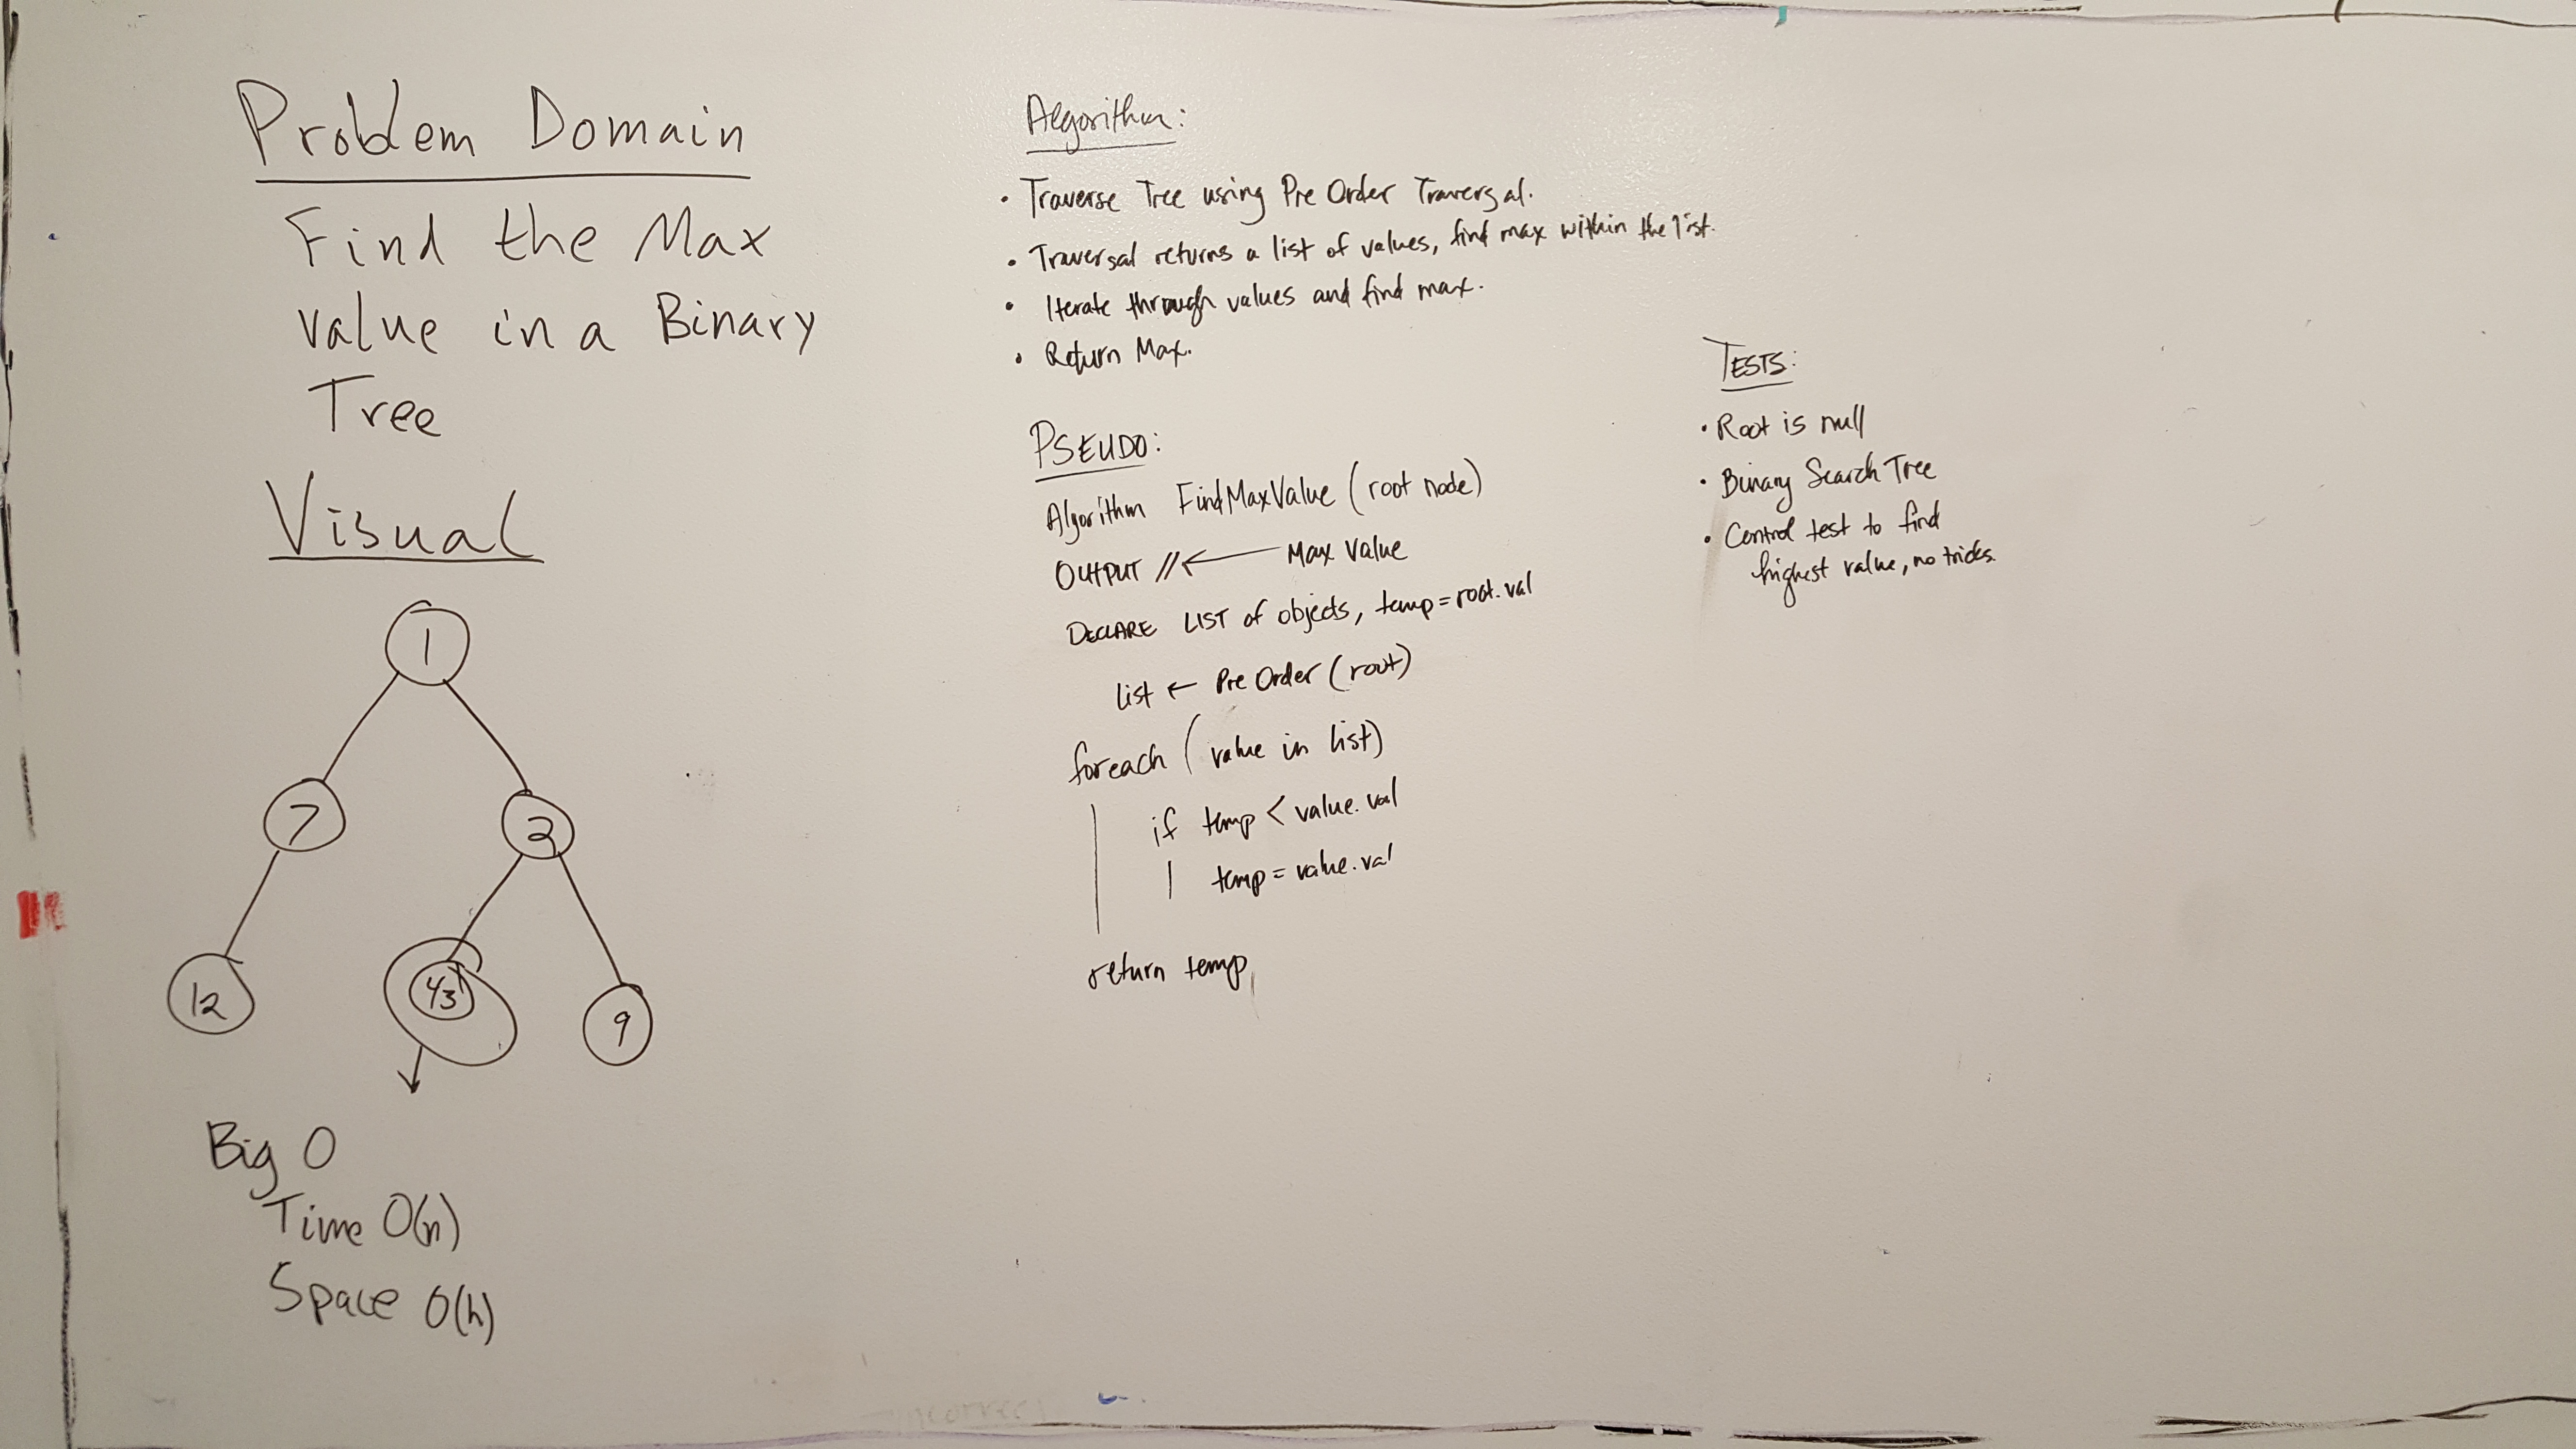 Problem Domain
Find the Max
value in a Binary
Tree
Visual
1
7
2
12
43
9
Big O
Time O(n)
Space O(h)
Algorithm:
• Traverse Tree using Pre Order Traversal.
• Traversal returns a list of values, find max within the list.
• Iterate through values and find max.
• Return Max.
PSEUDO:
Algorithm FindMaxValue (root node)
OUTPUT // ← Max Value
DECLARE LIST of objects, temp = root.val
list ← PreOrder (root)
foreach (value in list)
if temp < value.val
temp = value.val
return temp
TESTS:
• Root is null
• Binary Search Tree
• Control test to find
highest value, no tricks.
incorrect